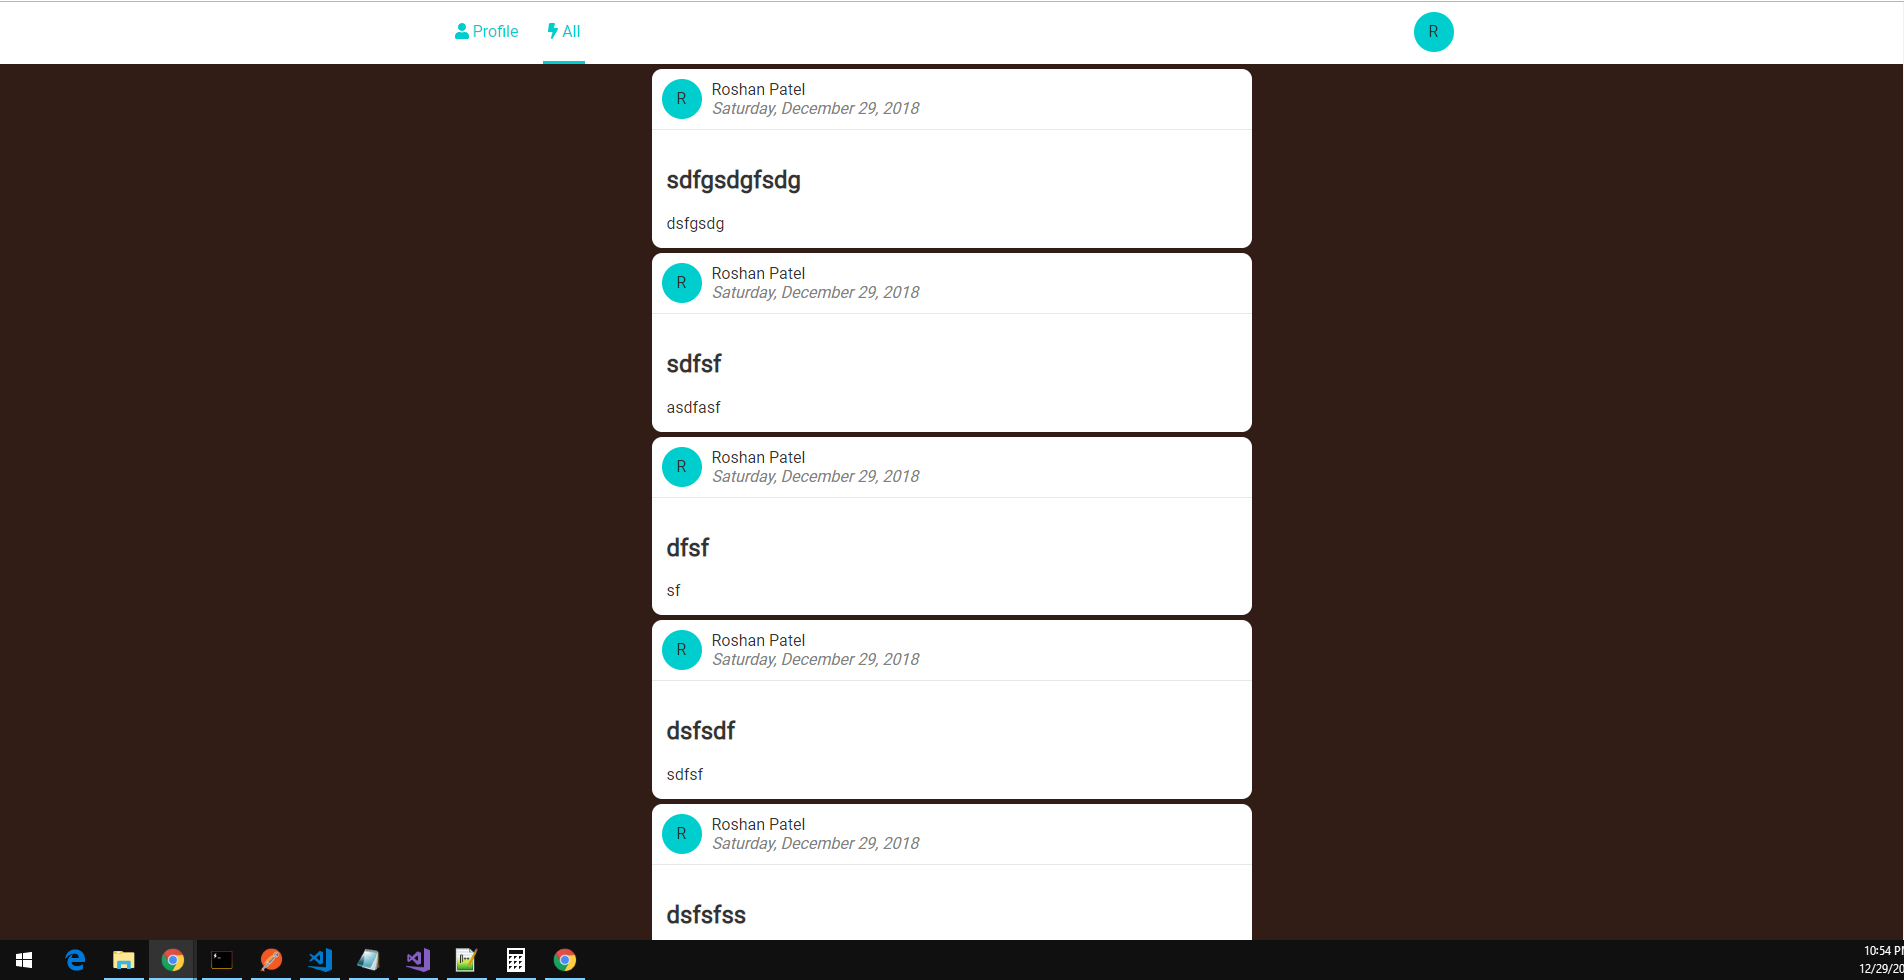 Profile All R
R Roshan Patel
Saturday, December 29, 2018
sdfgsdgfsdg
dsfgsdg
R Roshan Patel
Saturday, December 29, 2018
sdfsf
asdfasf
R Roshan Patel
Saturday, December 29, 2018
dfsf
sf
R Roshan Patel
Saturday, December 29, 2018
dsfsdf
sdfsf
R Roshan Patel
Saturday, December 29, 2018
dsfsfss
10:54 P
12/29/20